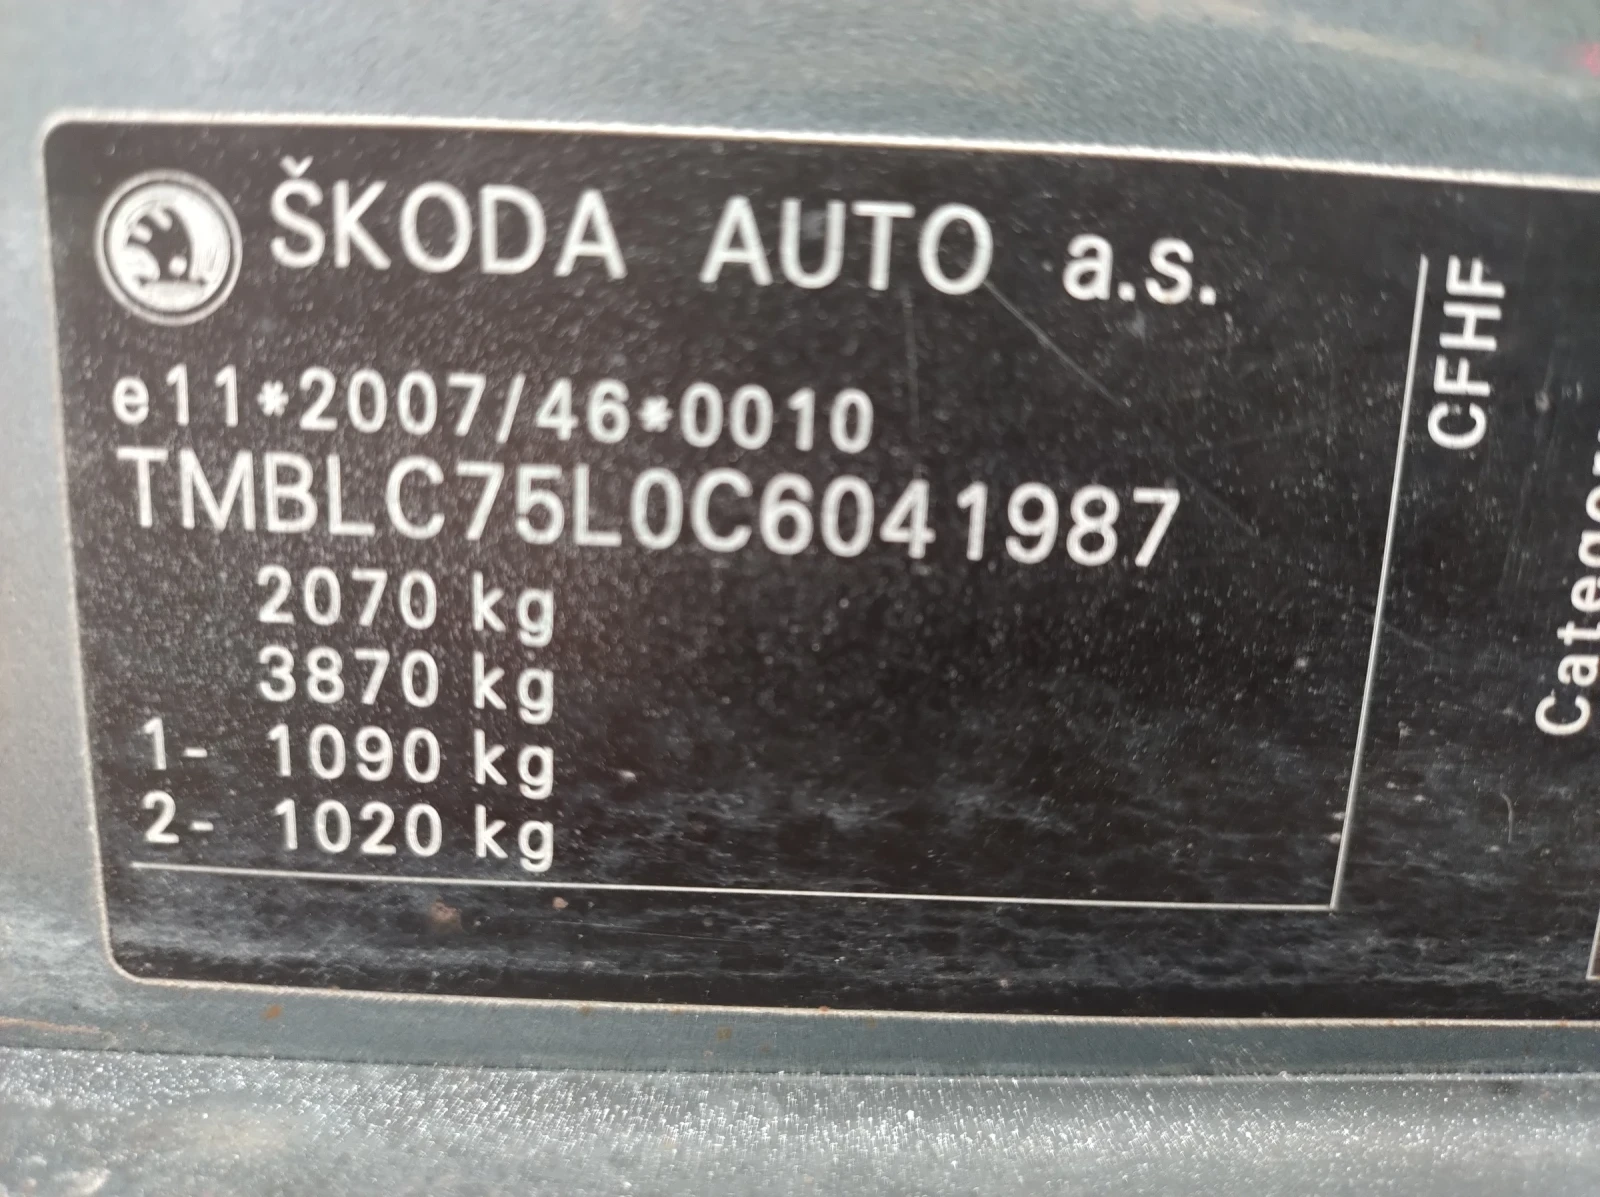 ŠKODA AUTO a.s.
e11*2007/46*0010
TMBLC75L0C6041987
2070 kg
3870 kg
1- 1090 kg
2- 1020 kg
CFHF